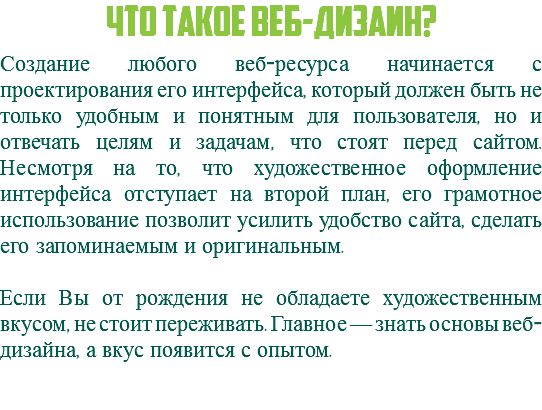 ЧТО ТАКОЕ ВЕБ-ДИЗАЙН?
Создание любого веб-ресурса начинается с
проектирования его интерфейса, который должен быть не
только удобным и понятным для пользователя, но и
отвечать целям и задачам, что стоят перед сайтом.
Несмотря на то, что художественное оформление
интерфейса отступает на второй план, его грамотное
использование позволит усилить удобство сайта, сделать
его запоминаемым и оригинальным.
Если Вы от рождения не обладаете художественным
вкусом, не стоит переживать. Главное — знать основы веб-
дизайна, а вкус появится с опытом.